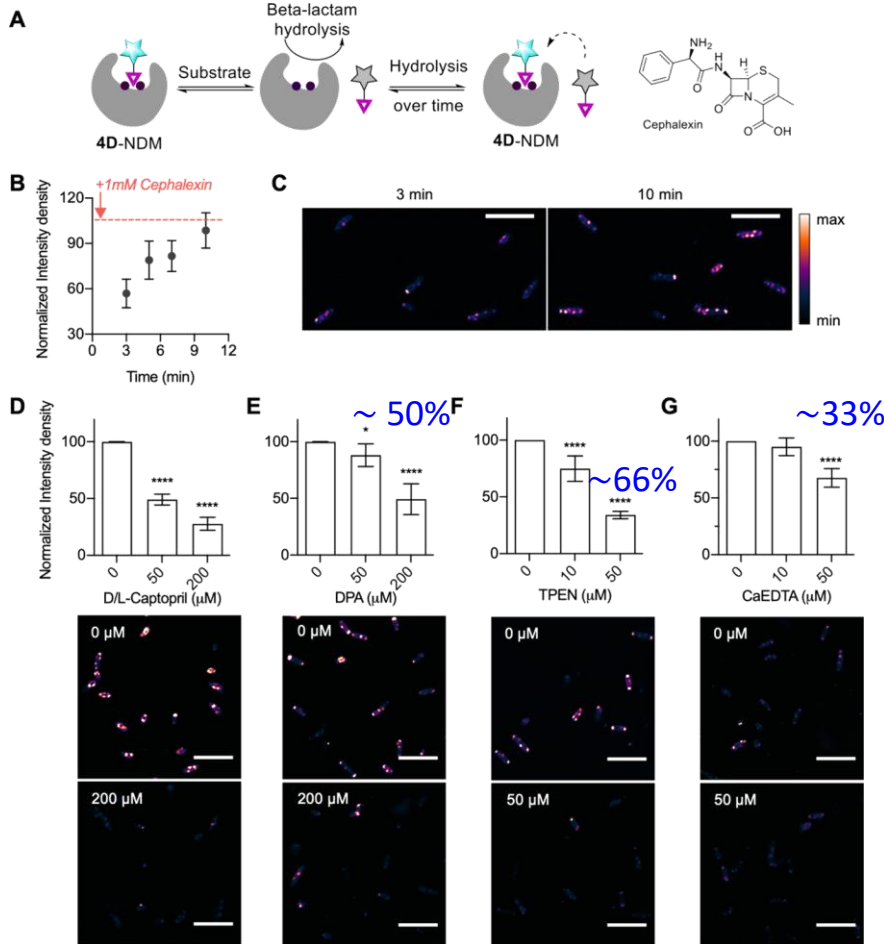 A
Beta-lactam
hydrolysis
Substrate
Hydrolysis
over time
4D-NDM
4D-NDM
NH2
O
NH
H
S
O
N
O
OH
Cephalexin
B
+1mM Cephalexin
Normalized Intensity density
120
90
60
30
0 3 6 9 12
Time (min)
C
3 min
10 min
max
min
D
Normalized Intensity density
100
50
0
0 50 200
**** ****
D/L-Captopril (μM)
E
~ 50%
100
50
0
* ****
0 50 200
DPA (μM)
F
~66%
100
50
0
**** ****
0 10 50
TPEN (μM)
G
~33%
100
50
0
****
0 10 50
CaEDTA (μM)
0 μM
0 μM
0 μM
0 μM
200 μM
200 μM
50 μM
50 μM